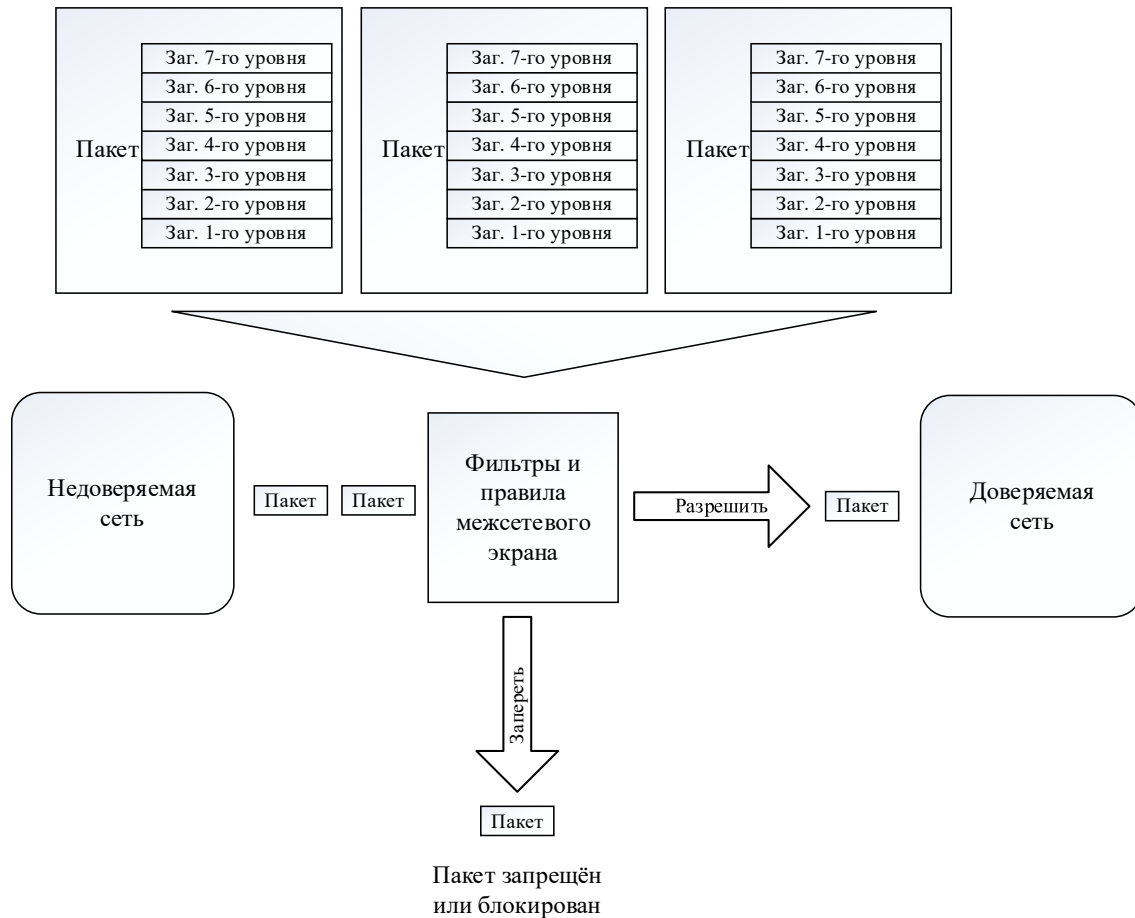 Пакет
Заг. 7-го уровня
Заг. 6-го уровня
Заг. 5-го уровня
Заг. 4-го уровня
Заг. 3-го уровня
Заг. 2-го уровня
Заг. 1-го уровня
Пакет
Заг. 7-го уровня
Заг. 6-го уровня
Заг. 5-го уровня
Заг. 4-го уровня
Заг. 3-го уровня
Заг. 2-го уровня
Заг. 1-го уровня
Пакет
Заг. 7-го уровня
Заг. 6-го уровня
Заг. 5-го уровня
Заг. 4-го уровня
Заг. 3-го уровня
Заг. 2-го уровня
Заг. 1-го уровня
Недоверяемая
сеть
Пакет
Пакет
Фильтры и
правила
межсетевого
экрана
Разрешить
Пакет
Доверяемая
сеть
Запереть
Пакет
Пакет запрещён
или блокирован